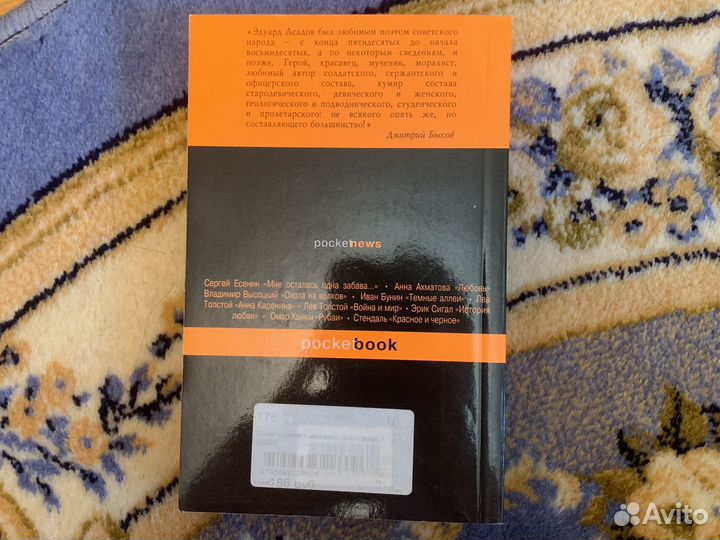 «Эдуард Асадов был любимым поэтом советского
народа — с конца пятидесятых до начала
восьмидесятых, а по некоторым сведениям, и
позже. Герой, красавец, мученик, моралист,
любимый автор солдатского, сержантского и
офицерского состава, кумир состава
стародевического, девического и женского,
геологического и подводнического, студенческого
и пролетарского: не всякого опять же, но
составляющего большинство!»
Дмитрий Быков
pocketnews
Сергей Есенин «Мне осталась одна забава...» • Анна Ахматова «Любовь»
Владимир Высоцкий «Охота на волков» • Иван Бунин «Темные аллеи» • Лев
Толстой «Анна Каренина» • Лев Толстой «Война и мир» • Эрик Сигал «История
любви» • Омар Хайям «Рубаи» • Стендаль «Красное и черное»
pocketbook
176
186 руб
Avito